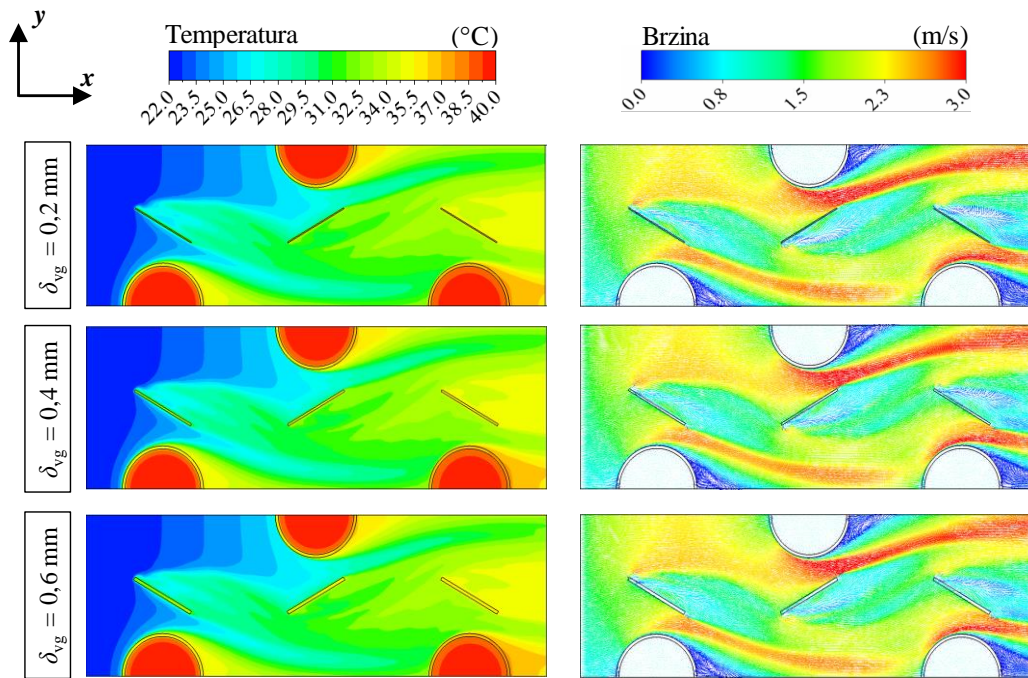 y
x
Temperatura (°C)
22.0 23.5 25.0 26.5 28.0 29.5 31.0 32.5 34.0 35.5 37.0 38.5 40.0
Brzina (m/s)
0.0 0.8 1.5 2.3 3.0
δvg = 0,2 mm
δvg = 0,4 mm
δvg = 0,6 mm